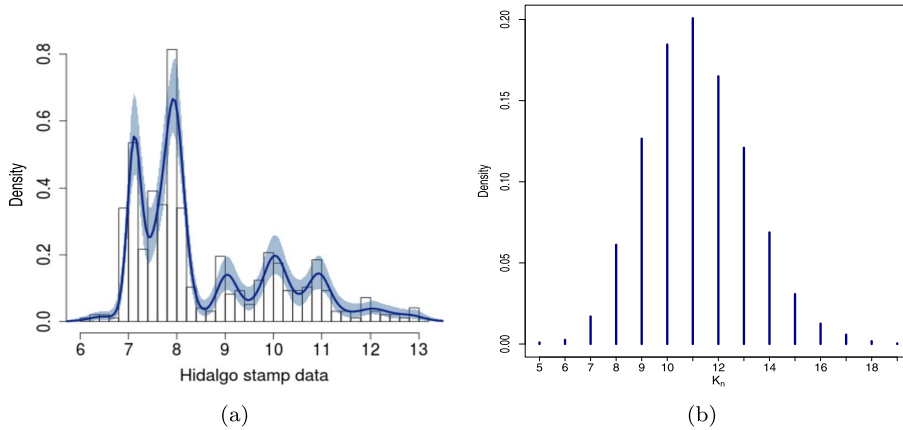 Density
0.0 0.2 0.4 0.6 0.8
6 7 8 9 10 11 12 13
Hidalgo stamp data
(a)
Density
0.00 0.05 0.10 0.15 0.20
5 6 7 8 9 10 12 14 16 18
Kn
(b)